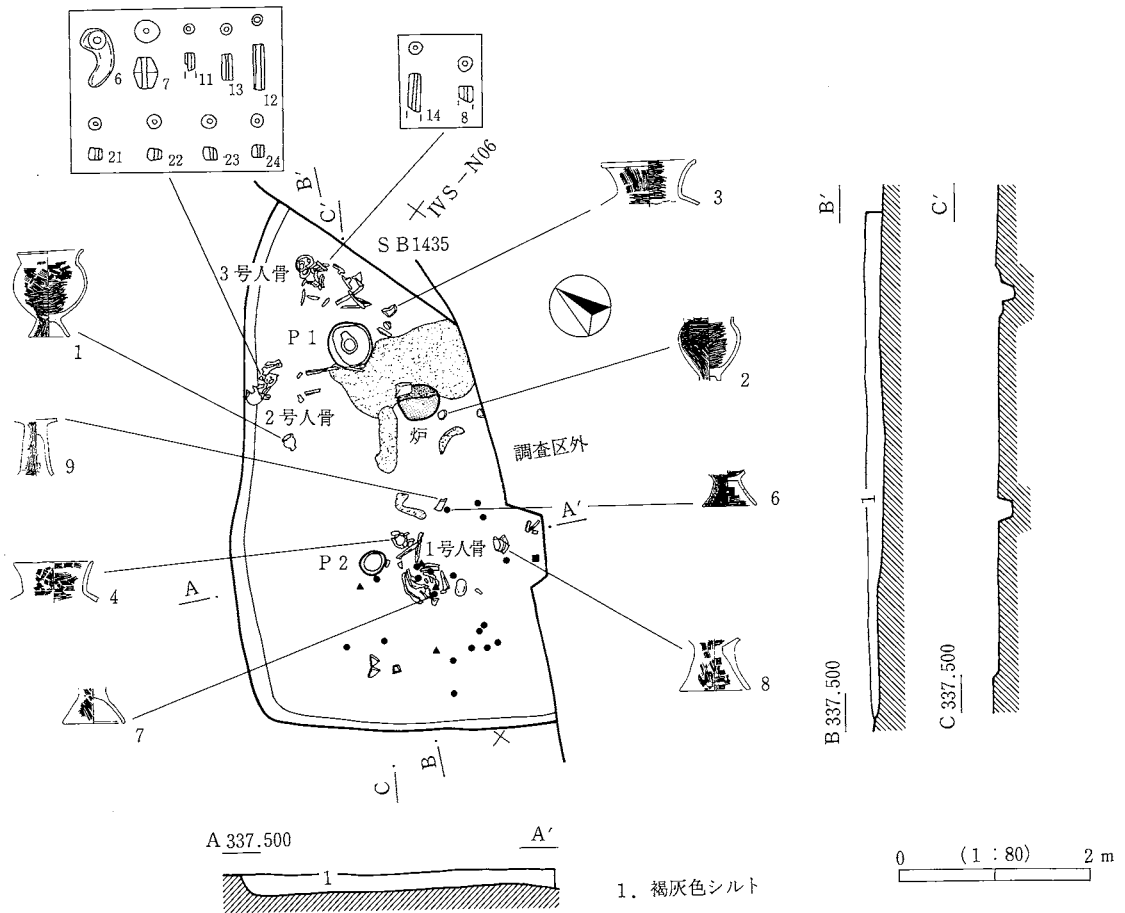 6
7
11
13
12
21
22
23
24
14
8
B′
C′
IVS-N06
SB1435
3
3号人骨
P1
1
2号人骨
炉
2
調査区外
9
6
A′
1号人骨
P2
4
A
8
7
B
C
B′
C′
1
B 337.500
C 337.500
A 337.500
A′
1
1. 褐灰色シルト
0 (1:80) 2m